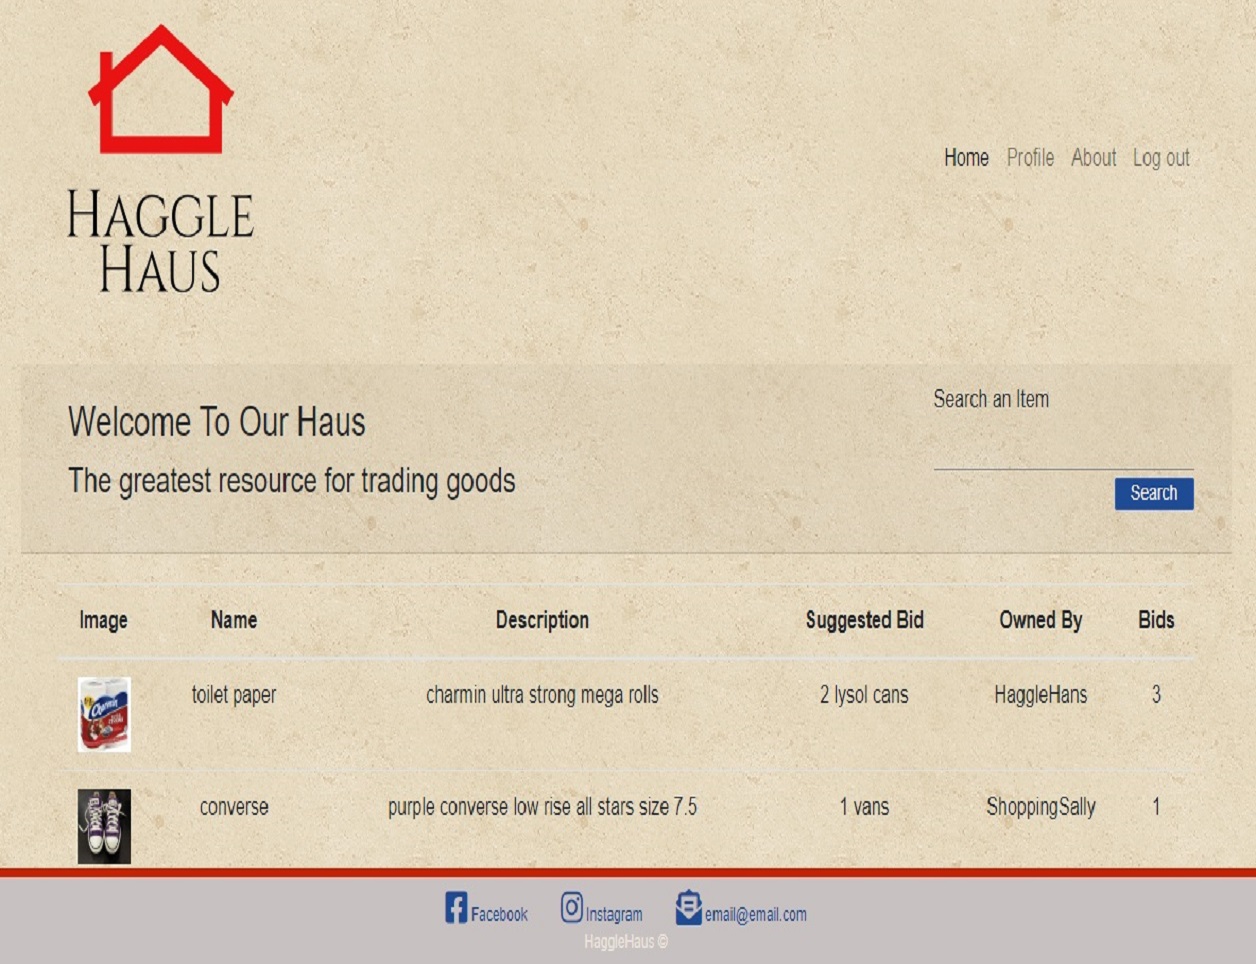 HAGGLE
HAUS
Home Profile About Log out
Welcome To Our Haus
The greatest resource for trading goods
Search an Item
Search
Image Name Description Suggested Bid Owned By Bids
Charmin
toilet paper charmin ultra strong mega rolls 2 lysol cans HaggleHans 3
converse purple converse low rise all stars size 7.5 1 vans ShoppingSally 1
Facebook Instagram email@email.com
HaggleHaus ©